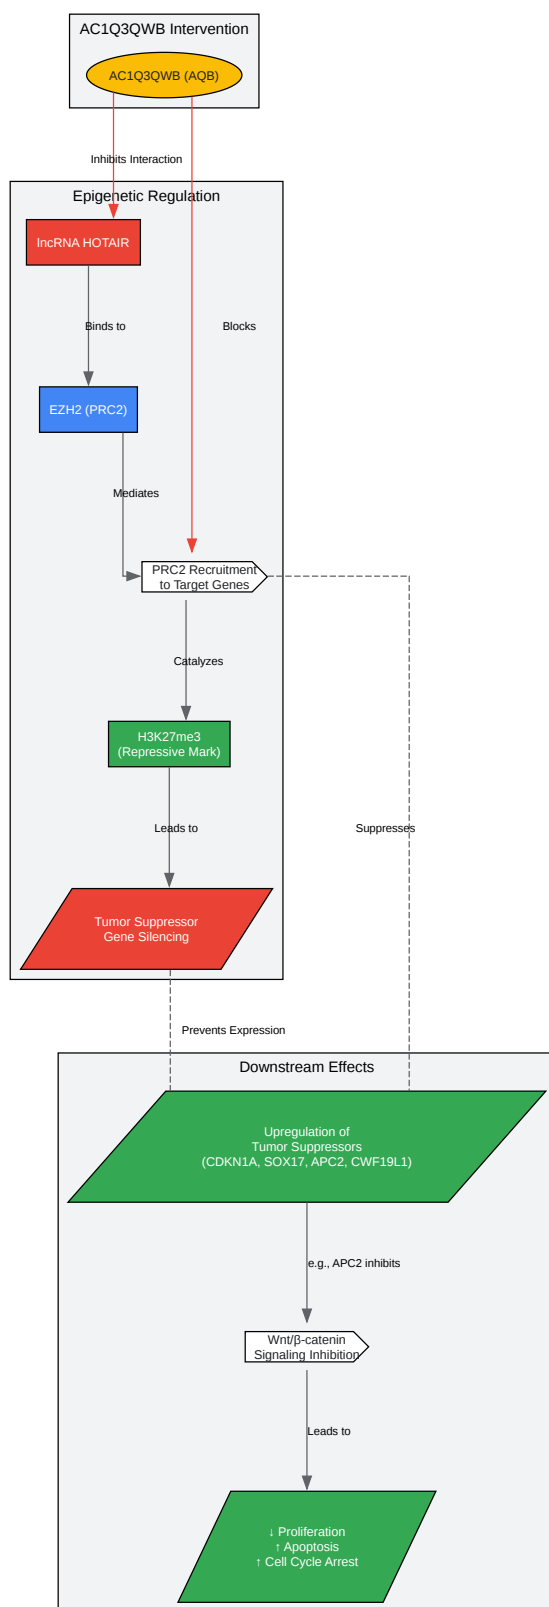 AC1Q3QWB Intervention
AC1Q3QWB (AQB)
Inhibits Interaction
Epigenetic Regulation
lncRNA HOTAIR
Binds to
Blocks
EZH2 (PRC2)
Mediates
PRC2 Recruitment
to Target Genes
Catalyzes
H3K27me3
(Repressive Mark)
Leads to
Suppresses
Tumor Suppressor
Gene Silencing
Prevents Expression
Downstream Effects
Upregulation of
Tumor Suppressors
(CDKN1A, SOX17, APC2, CWF19L1)
e.g., APC2 inhibits
Wnt/β-catenin
Signaling Inhibition
Leads to
↓ Proliferation
↑ Apoptosis
↑ Cell Cycle Arrest